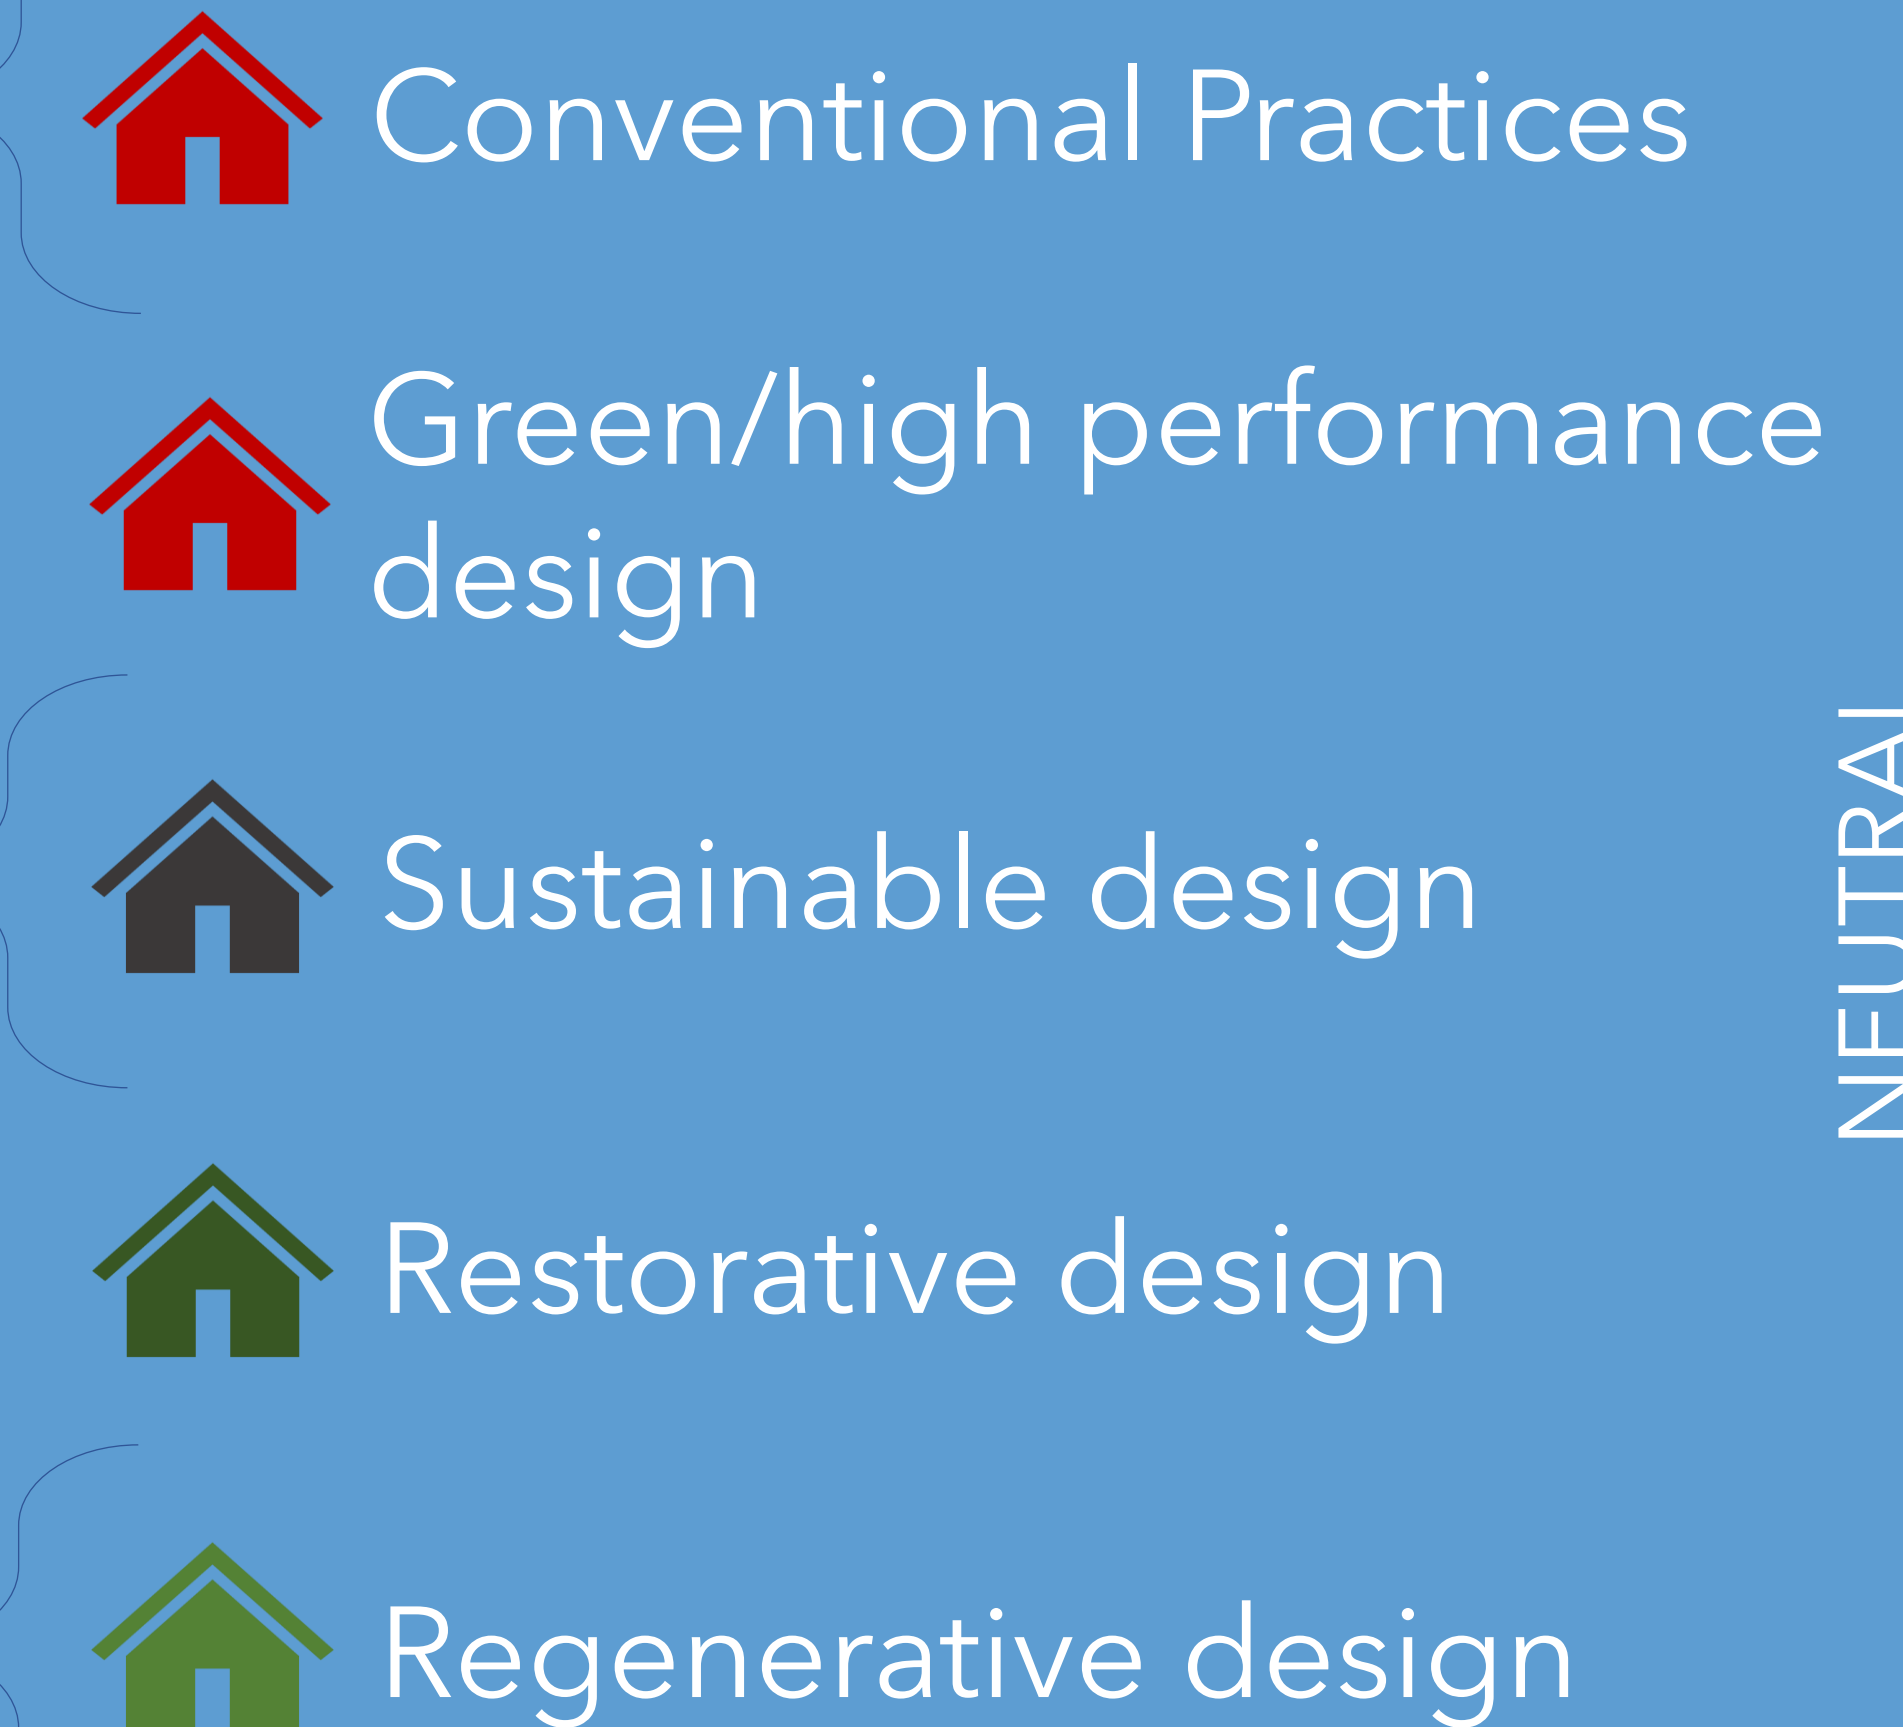 Conventional Practices
Green/high performance
design
Sustainable design
NEUTRAL
Restorative design
Regenerative design